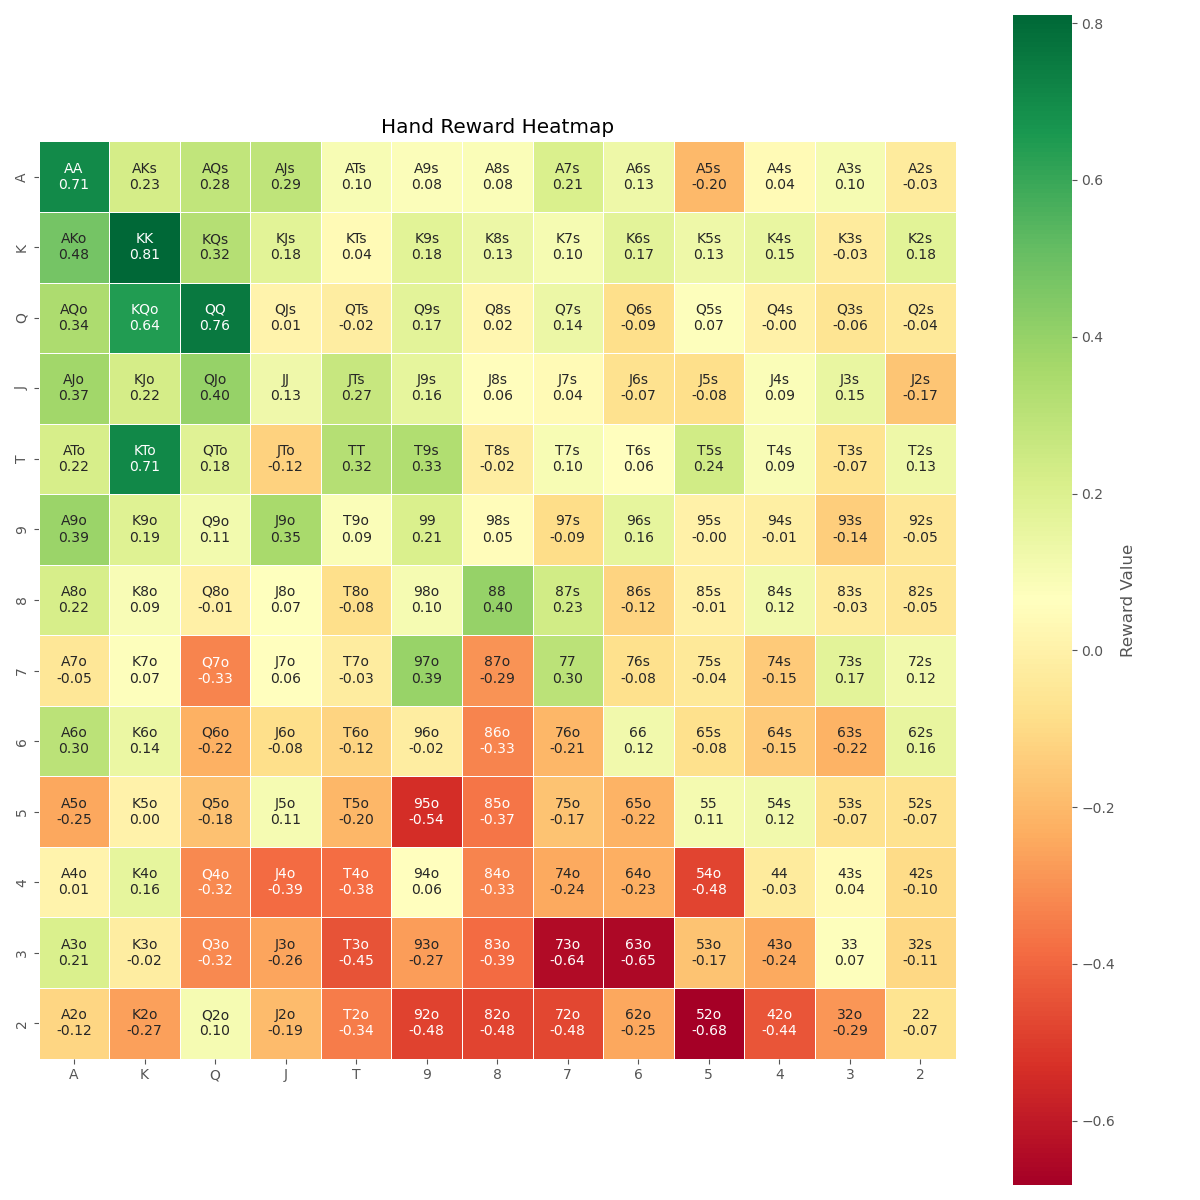 Hand Reward Heatmap
A
AA AKs AQs AJs ATs A9s A8s A7s A6s A5s A4s A3s A2s
0.71 0.23 0.28 0.29 0.10 0.08 0.08 0.21 0.13 -0.20 0.04 0.10 -0.03
K
AKo KK KQs KJs KTs K9s K8s K7s K6s K5s K4s K3s K2s
0.48 0.81 0.32 0.18 0.04 0.18 0.13 0.10 0.17 0.13 0.15 -0.03 0.18
Q
AQo KQo QQ QJs QTs Q9s Q8s Q7s Q6s Q5s Q4s Q3s Q2s
0.34 0.64 0.76 0.01 -0.02 0.17 0.02 0.14 -0.09 0.07 -0.00 -0.06 -0.04
J
AJo KJo QJo JJ JTs J9s J8s J7s J6s J5s J4s J3s J2s
0.37 0.22 0.40 0.13 0.27 0.16 0.06 0.04 -0.07 -0.08 0.09 0.15 -0.17
T
ATo KTo QTo JTo TT T9s T8s T7s T6s T5s T4s T3s T2s
0.22 0.71 0.18 -0.12 0.32 0.33 -0.02 0.10 0.06 0.24 0.09 -0.07 0.13
9
A9o K9o Q9o J9o T9o 99 98s 97s 96s 95s 94s 93s 92s
0.39 0.19 0.11 0.35 0.09 0.21 0.05 -0.09 0.16 -0.00 -0.01 -0.14 -0.05
8
A8o K8o Q8o J8o T8o 98o 88 87s 86s 85s 84s 83s 82s
0.22 0.09 -0.01 0.07 -0.08 0.10 0.40 0.23 -0.12 -0.01 0.12 -0.03 -0.05
7
A7o K7o Q7o J7o T7o 97o 87o 77 76s 75s 74s 73s 72s
-0.05 0.07 -0.33 0.06 -0.03 0.39 -0.29 0.30 -0.08 -0.04 -0.15 0.17 0.12
6
A6o K6o Q6o J6o T6o 96o 86o 76o 66 65s 64s 63s 62s
0.30 0.14 -0.22 -0.08 -0.12 -0.02 -0.33 -0.21 0.12 -0.08 -0.15 -0.22 0.16
5
A5o K5o Q5o J5o T5o 95o 85o 75o 65o 55 54s 53s 52s
-0.25 0.00 -0.18 0.11 -0.20 -0.54 -0.37 -0.17 -0.22 0.11 0.12 -0.07 -0.07
4
A4o K4o Q4o J4o T4o 94o 84o 74o 64o 54o 44 43s 42s
0.01 0.16 -0.32 -0.39 -0.38 0.06 -0.33 -0.24 -0.23 -0.48 -0.03 0.04 -0.10
3
A3o K3o Q3o J3o T3o 93o 83o 73o 63o 53o 43o 33 32s
0.21 -0.02 -0.32 -0.26 -0.45 -0.27 -0.39 -0.64 -0.65 -0.17 -0.24 0.07 -0.11
2
A2o K2o Q2o J2o T2o 92o 82o 72o 62o 52o 42o 32o 22
-0.12 -0.27 0.10 -0.19 -0.34 -0.48 -0.48 -0.48 -0.25 -0.68 -0.44 -0.29 -0.07
A K Q J T 9 8 7 6 5 4 3 2
0.8
0.6
0.4
0.2
0.0
−0.2
−0.4
−0.6
Reward Value